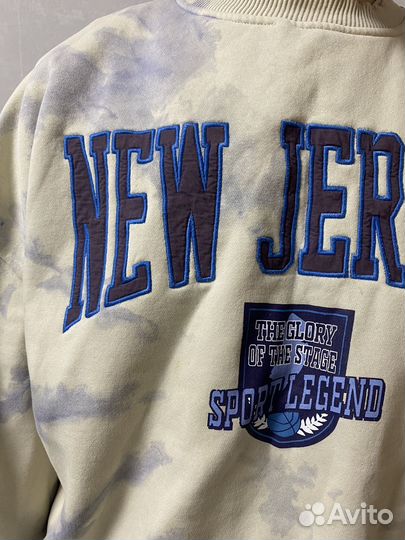 NEW JER
THE GLORY
OF THE STAGE
SPORT LEGEND
Avito